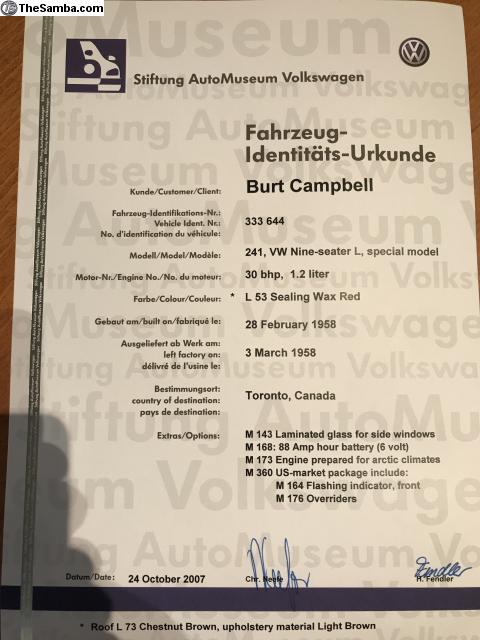 TheSamba.com
Stiftung AutoMuseum Volkswagen
Fahrzeug-
Identitäts-Urkunde
Kunde/Customer/Client: Burt Campbell
Fahrzeug-Identifikations-Nr.:
Vehicle Ident. Nr.: 333 644
No. d'identification du véhicule:
Modell/Model/Modèle: 241, VW Nine-seater L, special model
Motor-Nr./Engine No./No. du moteur: 30 bhp, 1.2 liter
Farbe/Colour/Couleur: * L 53 Sealing Wax Red
Gebaut am/built on/fabriqué le: 28 February 1958
Ausgeliefert ab Werk am:
left factory on: 3 March 1958
délivré de l'usine le:
Bestimmungsort:
country of destination: Toronto, Canada
pays de destination:
Extras/Options: M 143 Laminated glass for side windows
M 168: 88 Amp hour battery (6 volt)
M 173 Engine prepared for arctic climates
M 360 US-market package include:
M 164 Flashing indicator, front
M 176 Overriders
Datum/Date: 24 October 2007 Chr. Neefe H. Fendler
* Roof L 73 Chestnut Brown, upholstery material Light Brown